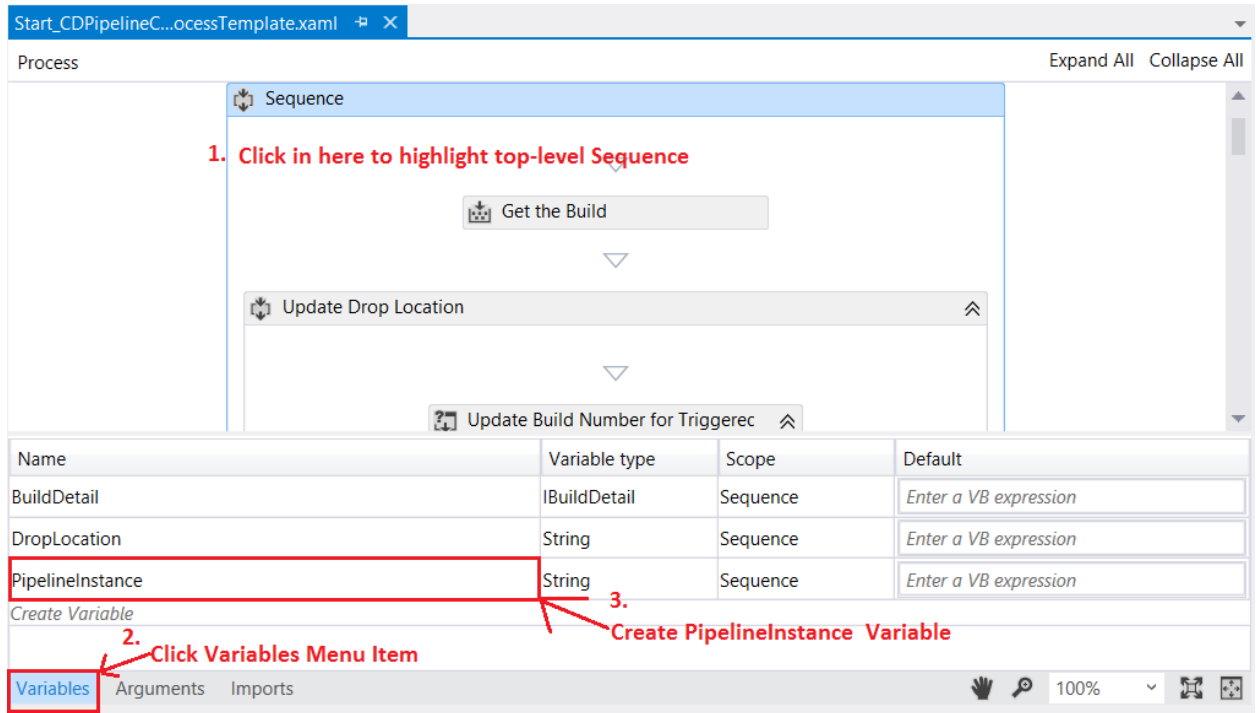 Start_CDPipelineC...ocessTemplate.xaml
Process Expand All Collapse All
Sequence
1. Click in here to highlight top-level Sequence
Get the Build
Update Drop Location
Update Build Number for Triggerec
Name Variable type Scope Default
BuildDetail IBuildDetail Sequence Enter a VB expression
DropLocation String Sequence Enter a VB expression
PipelineInstance String Sequence Enter a VB expression
Create Variable
3.
Create PipelineInstance Variable
2.
Click Variables Menu Item
Variables Arguments Imports 100%